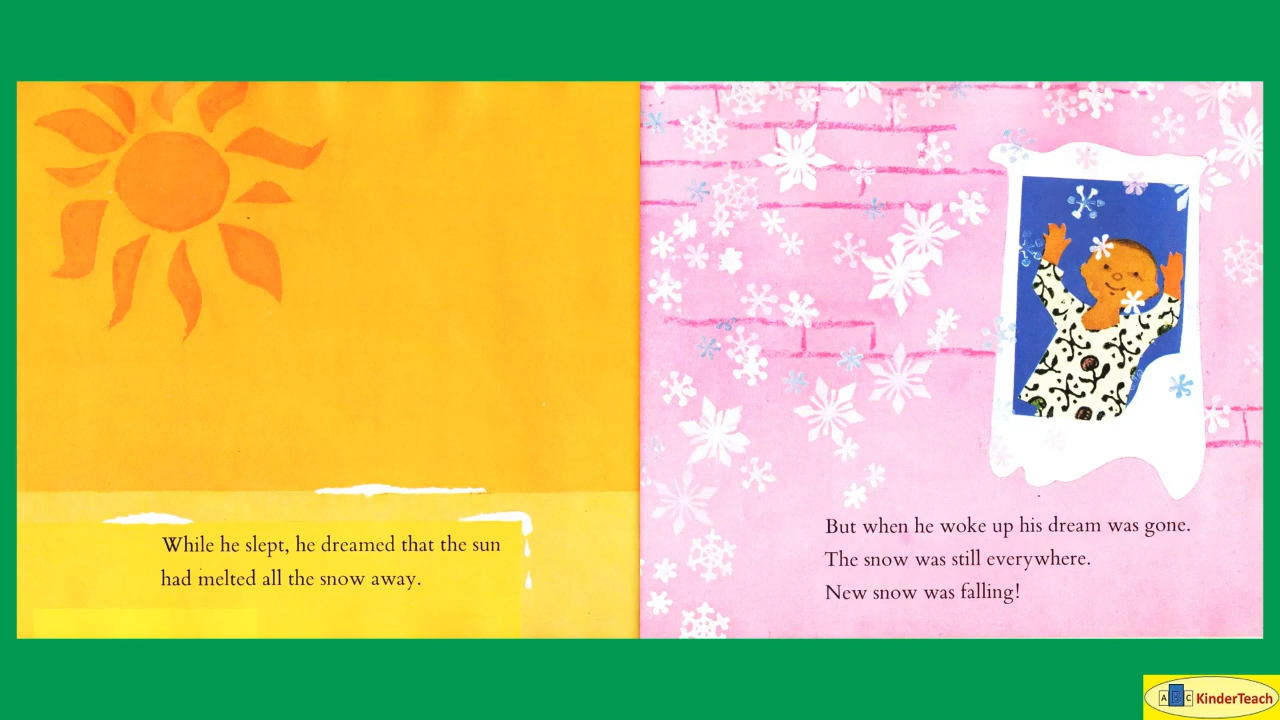 While he slept, he dreamed that the sun
had melted all the snow away.
But when he woke up his dream was gone.
The snow was still everywhere.
New snow was falling!
A B C KinderTeach